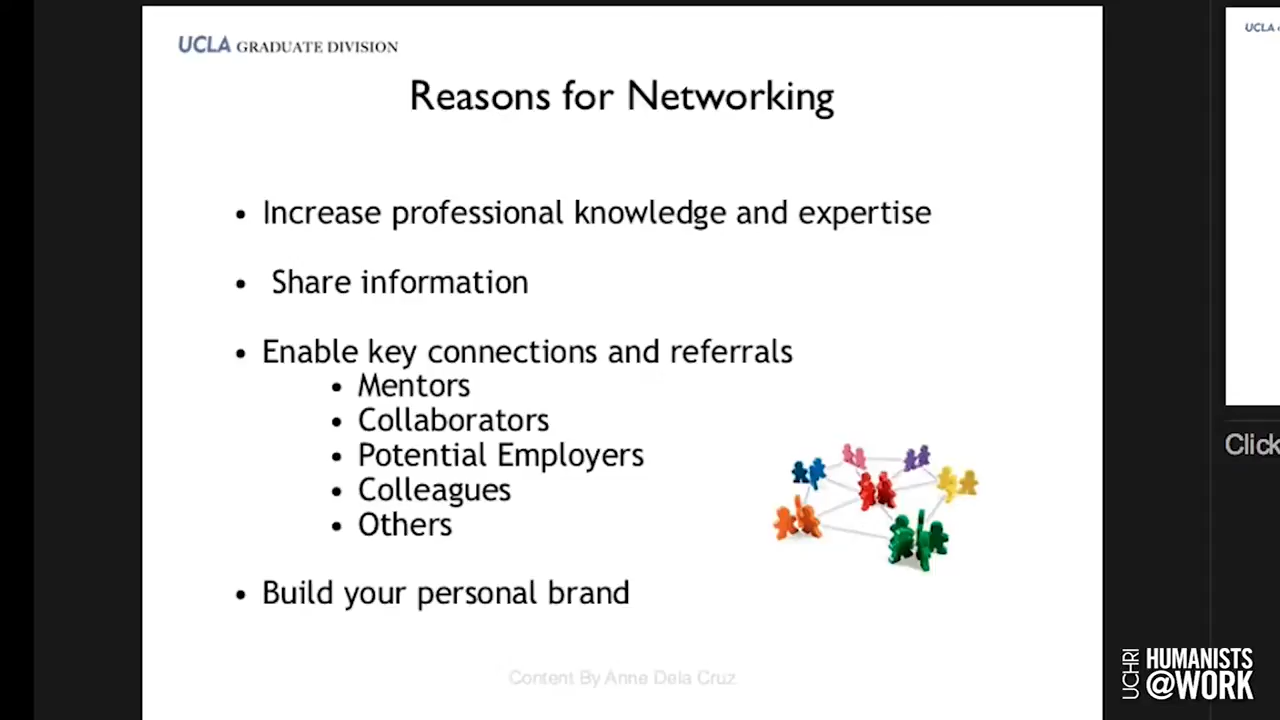 UCLA GRADUATE DIVISION
Reasons for Networking
• Increase professional knowledge and expertise
• Share information
• Enable key connections and referrals
• Mentors
• Collaborators
• Potential Employers
• Colleagues
• Others
• Build your personal brand
Content By Anne Dela Cruz
UCLA
Click
UCHRI
HUMANISTS
@WORK